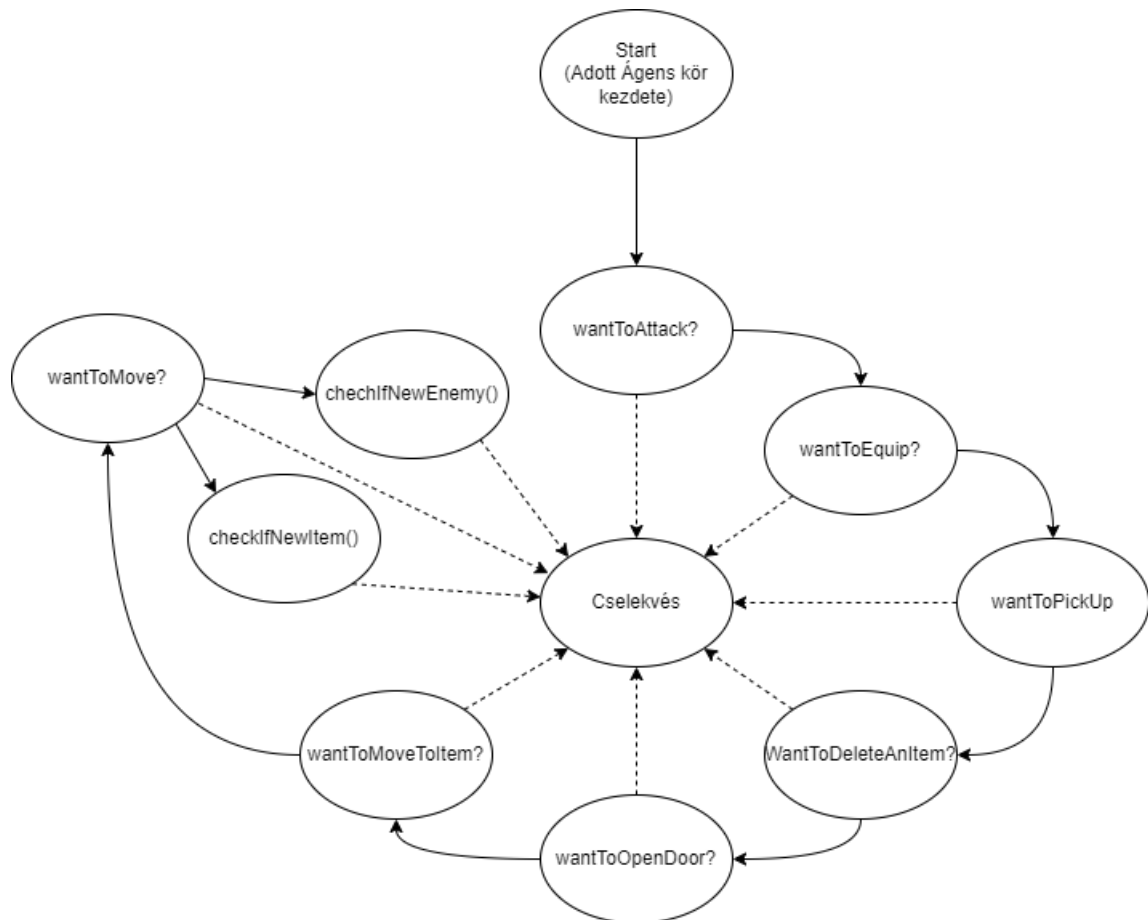 Start
(Adott Ágens kör
kezdete)
wantToAttack?
wantToMove?
chechIfNewEnemy()
wantToEquip?
checkIfNewItem()
Cselekvés
wantToPickUp
wantToMoveToItem?
WantToDeleteAnItem?
wantToOpenDoor?